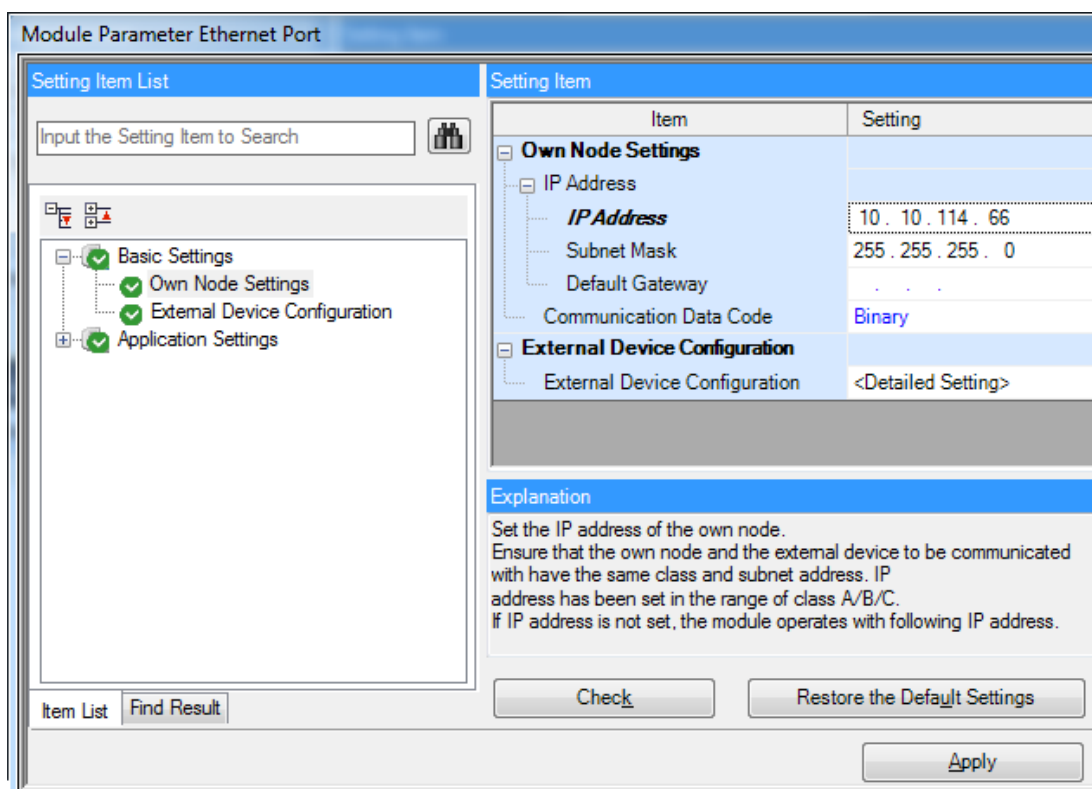 Module Parameter Ethernet Port
Setting Item List
Input the Setting Item to Search
Basic Settings
Own Node Settings
External Device Configuration
Application Settings
Item List
Find Result
Setting Item
Item Setting
Own Node Settings
IP Address
IP Address 10 . 10 . 114 . 66
Subnet Mask 255 . 255 . 255 . 0
Default Gateway . . .
Communication Data Code Binary
External Device Configuration
External Device Configuration <Detailed Setting>
Explanation
Set the IP address of the own node.
Ensure that the own node and the external device to be communicated
with have the same class and subnet address. IP
address has been set in the range of class A/B/C.
If IP address is not set, the module operates with following IP address.
Check
Restore the Default Settings
Apply